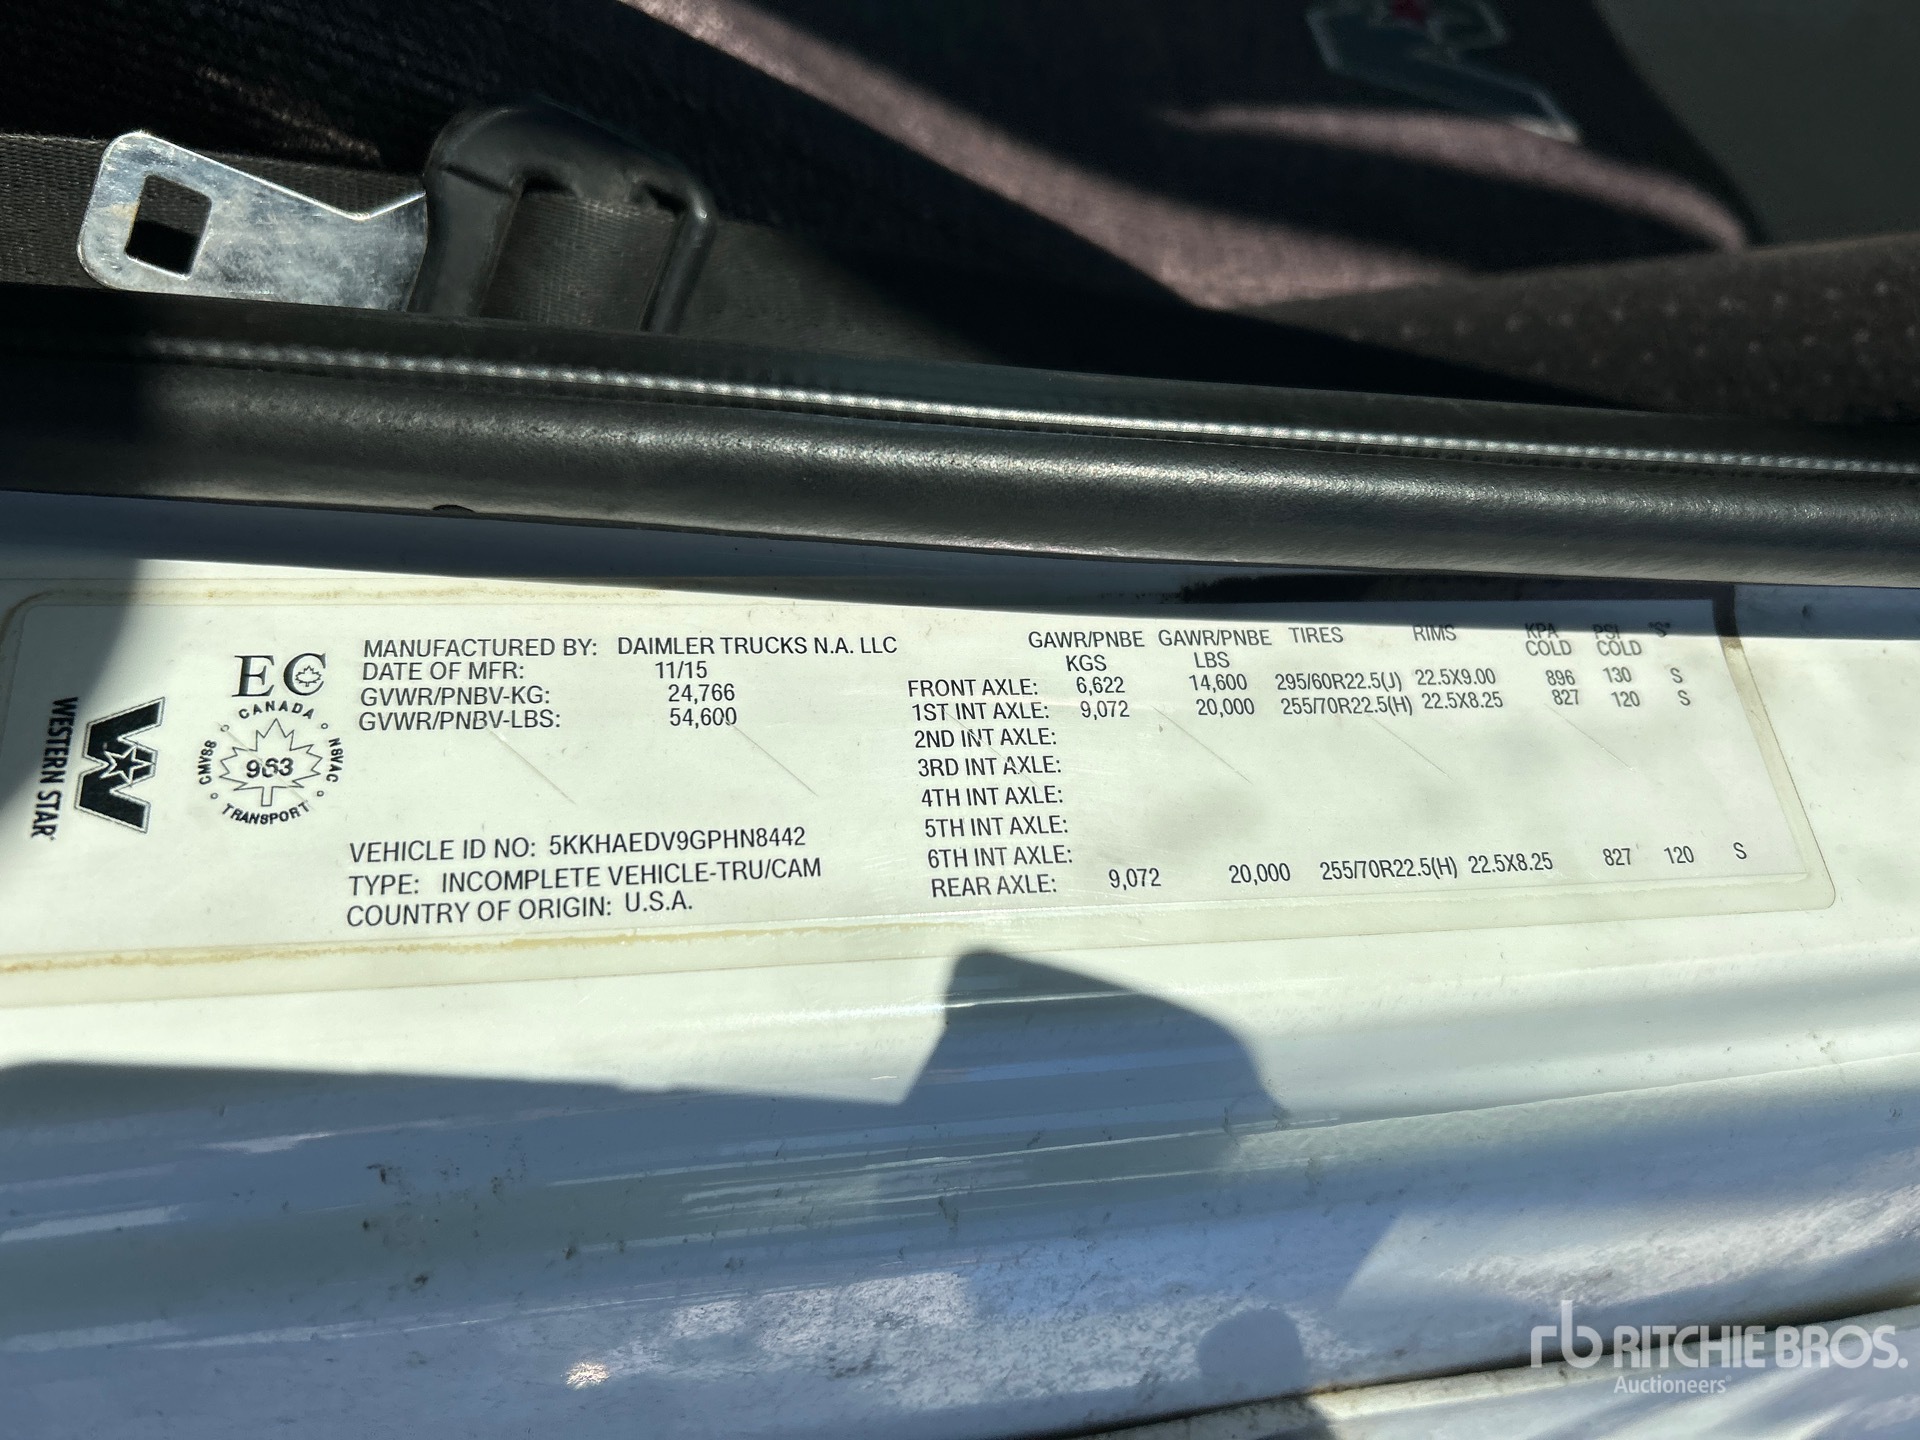 WESTERN STAR
EC
CANADA
CMVSS 963 NSVAC
TRANSPORT
MANUFACTURED BY: DAIMLER TRUCKS N.A. LLC
DATE OF MFR: 11/15
GVWR/PNBV-KG: 24,766
GVWR/PNBV-LBS: 54,600
VEHICLE ID NO: 5KKHAEDV9GPHN8442
TYPE: INCOMPLETE VEHICLE-TRU/CAM
COUNTRY OF ORIGIN: U.S.A.
GAWR/PNBE GAWR/PNBE TIRES RIMS KPA PSI "S"
KGS LBS COLD COLD
FRONT AXLE: 6,622 14,600 295/60R22.5(J) 22.5X9.00 896 130 S
1ST INT AXLE: 9,072 20,000 255/70R22.5(H) 22.5X8.25 827 120 S
2ND INT AXLE:
3RD INT AXLE:
4TH INT AXLE:
5TH INT AXLE:
6TH INT AXLE:
REAR AXLE: 9,072 20,000 255/70R22.5(H) 22.5X8.25 827 120 S
rb RITCHIE BROS.
Auctioneers